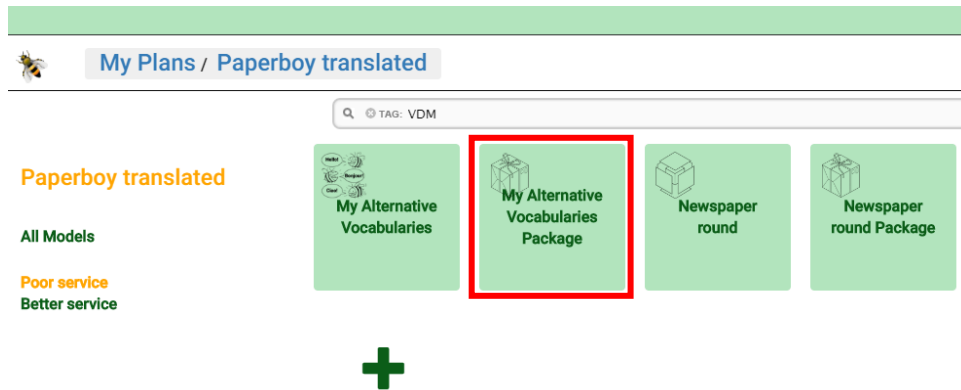 My Plans / Paperboy translated
TAG: VDM
Paperboy translated
All Models
Poor service
Better service
Hello!
Bonjour!
Ciao!
My Alternative
Vocabularies
My Alternative
Vocabularies
Package
Newspaper
round
Newspaper
round Package